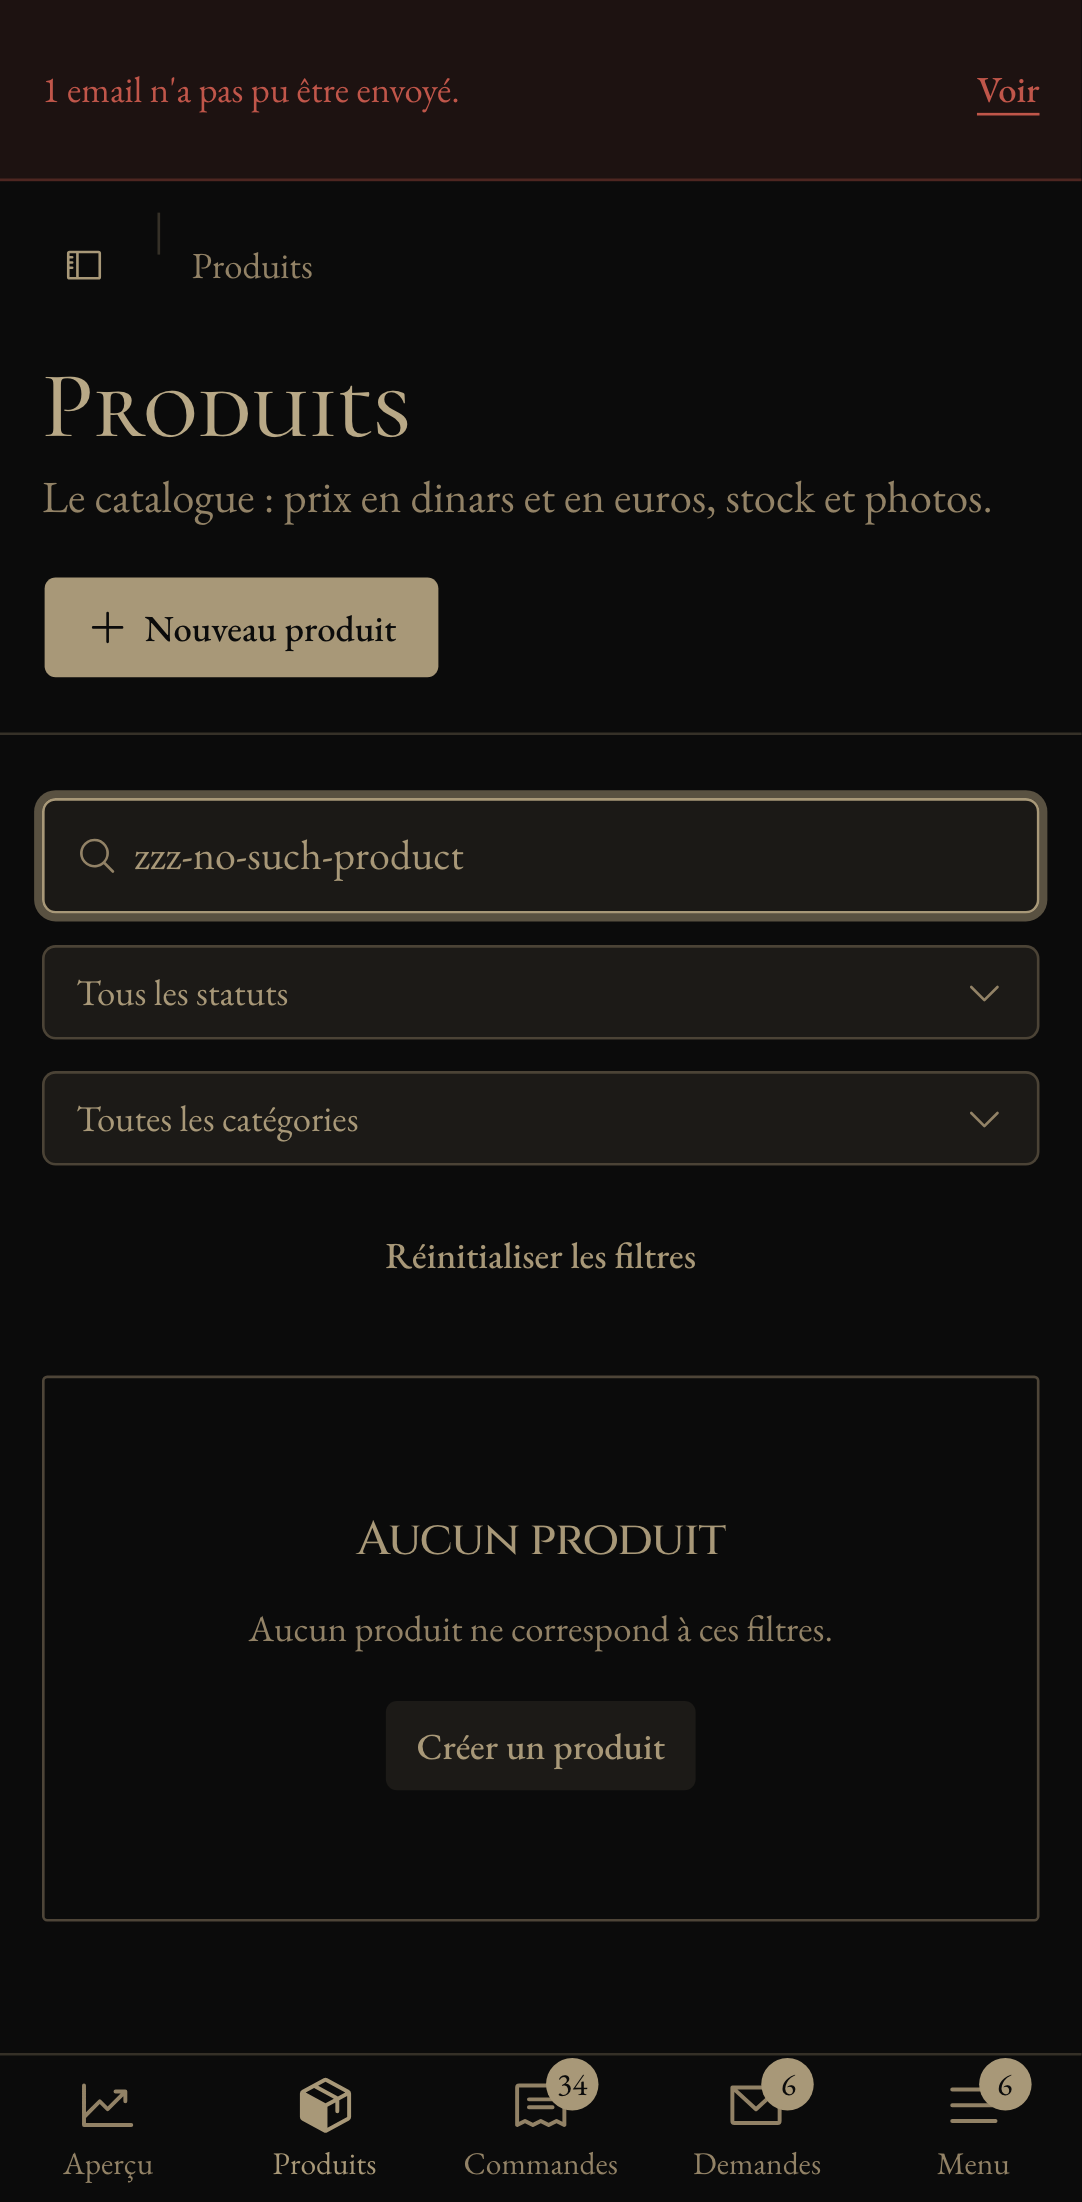 1 email n'a pas pu être envoyé.
Voir
Produits
Produits
Le catalogue : prix en dinars et en euros, stock et photos.
Nouveau produit
zzz-no-such-product
Tous les statuts
Toutes les catégories
Réinitialiser les filtres
Aucun produit
Aucun produit ne correspond à ces filtres.
Créer un produit
34
6
6
Aperçu
Produits
Commandes
Demandes
Menu